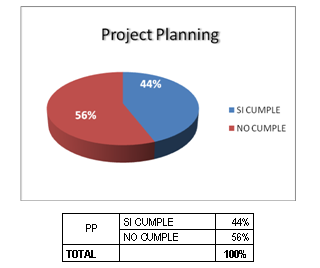 Project Planning
44%
56%
SI CUMPLE
NO CUMPLE
PP SI CUMPLE 44%
NO CUMPLE 56%
TOTAL 100%